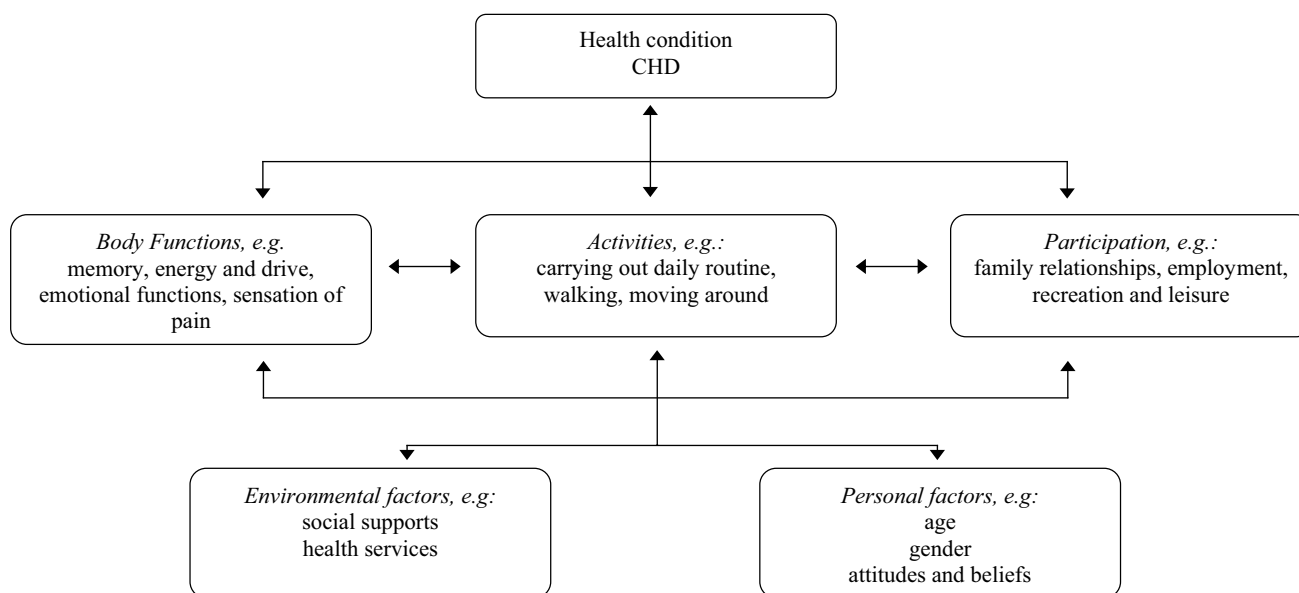 Health condition
CHD
Body Functions, e.g.
memory, energy and drive,
emotional functions, sensation of
pain
Activities, e.g.:
carrying out daily routine,
walking, moving around
Participation, e.g.:
family relationships, employment,
recreation and leisure
Environmental factors, e.g:
social supports
health services
Personal factors, e.g:
age
gender
attitudes and beliefs